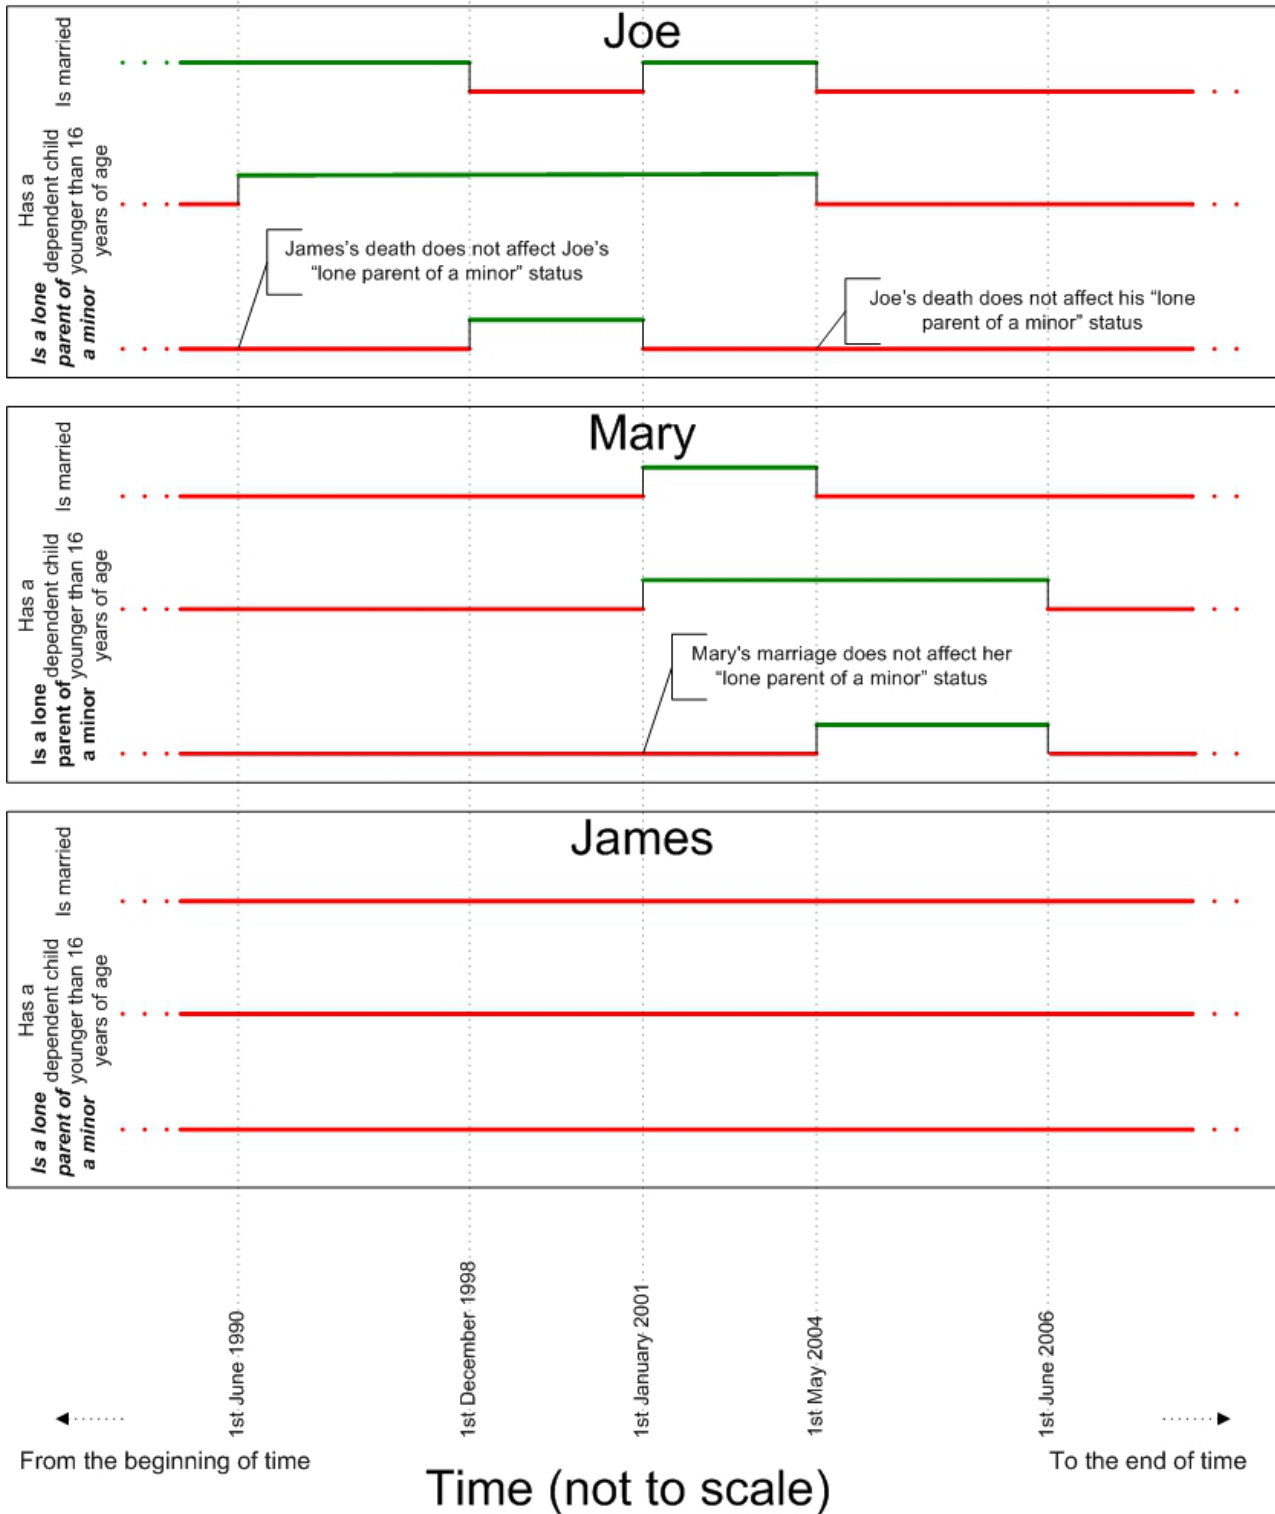 Joe
Is married
Has a
dependent child
younger than 16
years of age
Is a lone
parent of
a minor
James's death does not affect Joe's
“lone parent of a minor” status
Joe's death does not affect his “lone
parent of a minor” status
Mary
Is married
Has a
dependent child
younger than 16
years of age
Is a lone
parent of
a minor
Mary's marriage does not affect her
“lone parent of a minor” status
James
Is married
Has a
dependent child
younger than 16
years of age
Is a lone
parent of
a minor
1st June 1990
1st December 1998
1st January 2001
1st May 2004
1st June 2006
From the beginning of time
To the end of time
Time (not to scale)